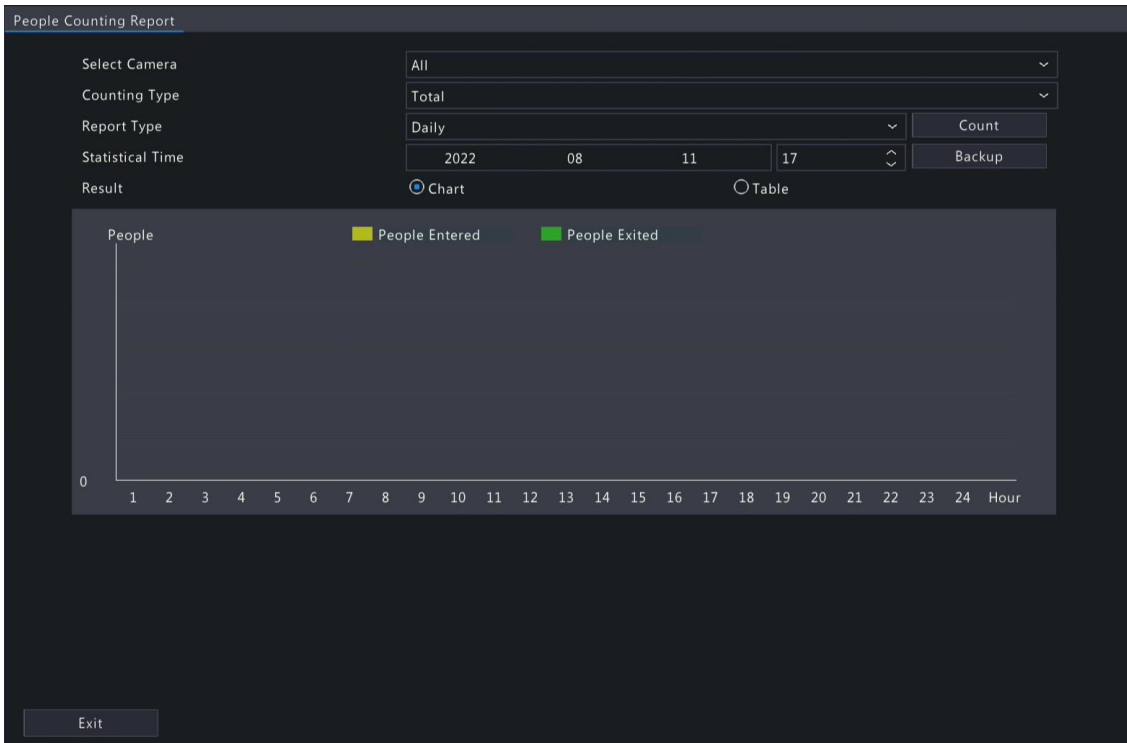 People Counting Report
Select Camera All
Counting Type Total
Report Type Daily Count
Statistical Time 2022 08 11 17 Backup
Result Chart Table
People People Entered People Exited
0
1 2 3 4 5 6 7 8 9 10 11 12 13 14 15 16 17 18 19 20 21 22 23 24 Hour
Exit